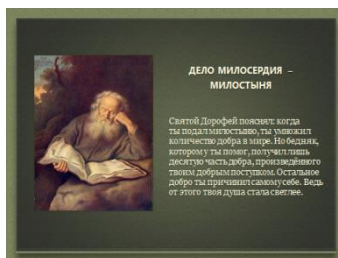 ДЕЛО МИЛОСЕРДИЯ –
МИЛОСТЫНЯ
Святой Дорофей пояснял: когда
ты подал милостыню, ты умножил
количество добра в мире. Но бедняк,
которому ты помог, получил лишь
десятую часть добра, произведённого
твоим добрым поступком. Остальное
добро ты причинил самому себе. Ведь
от этого твоя душа стала светлее.